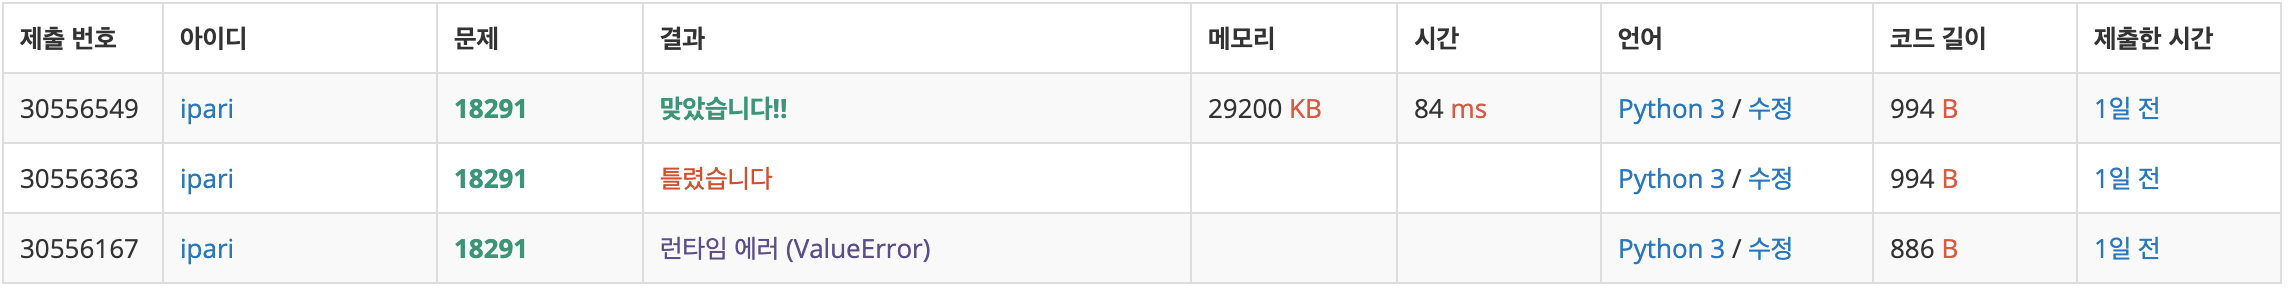 제출 번호 아이디 문제 결과 메모리 시간 언어 코드 길이 제출한 시간
30556549 ipari 18291 맞았습니다!! 29200 KB 84 ms Python 3 / 수정 994 B 1일 전
30556363 ipari 18291 틀렸습니다 Python 3 / 수정 994 B 1일 전
30556167 ipari 18291 런타임 에러 (ValueError) Python 3 / 수정 886 B 1일 전